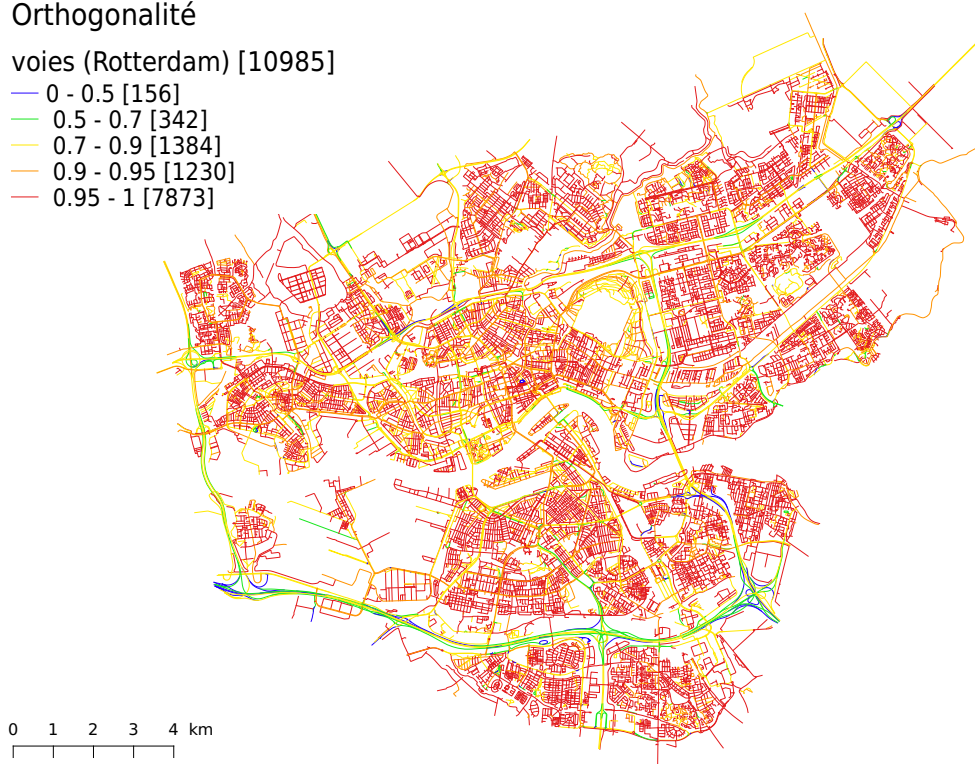 Orthogonalité
voies (Rotterdam) [10985]
0 - 0.5 [156]
0.5 - 0.7 [342]
0.7 - 0.9 [1384]
0.9 - 0.95 [1230]
0.95 - 1 [7873]
0 1 2 3 4 km